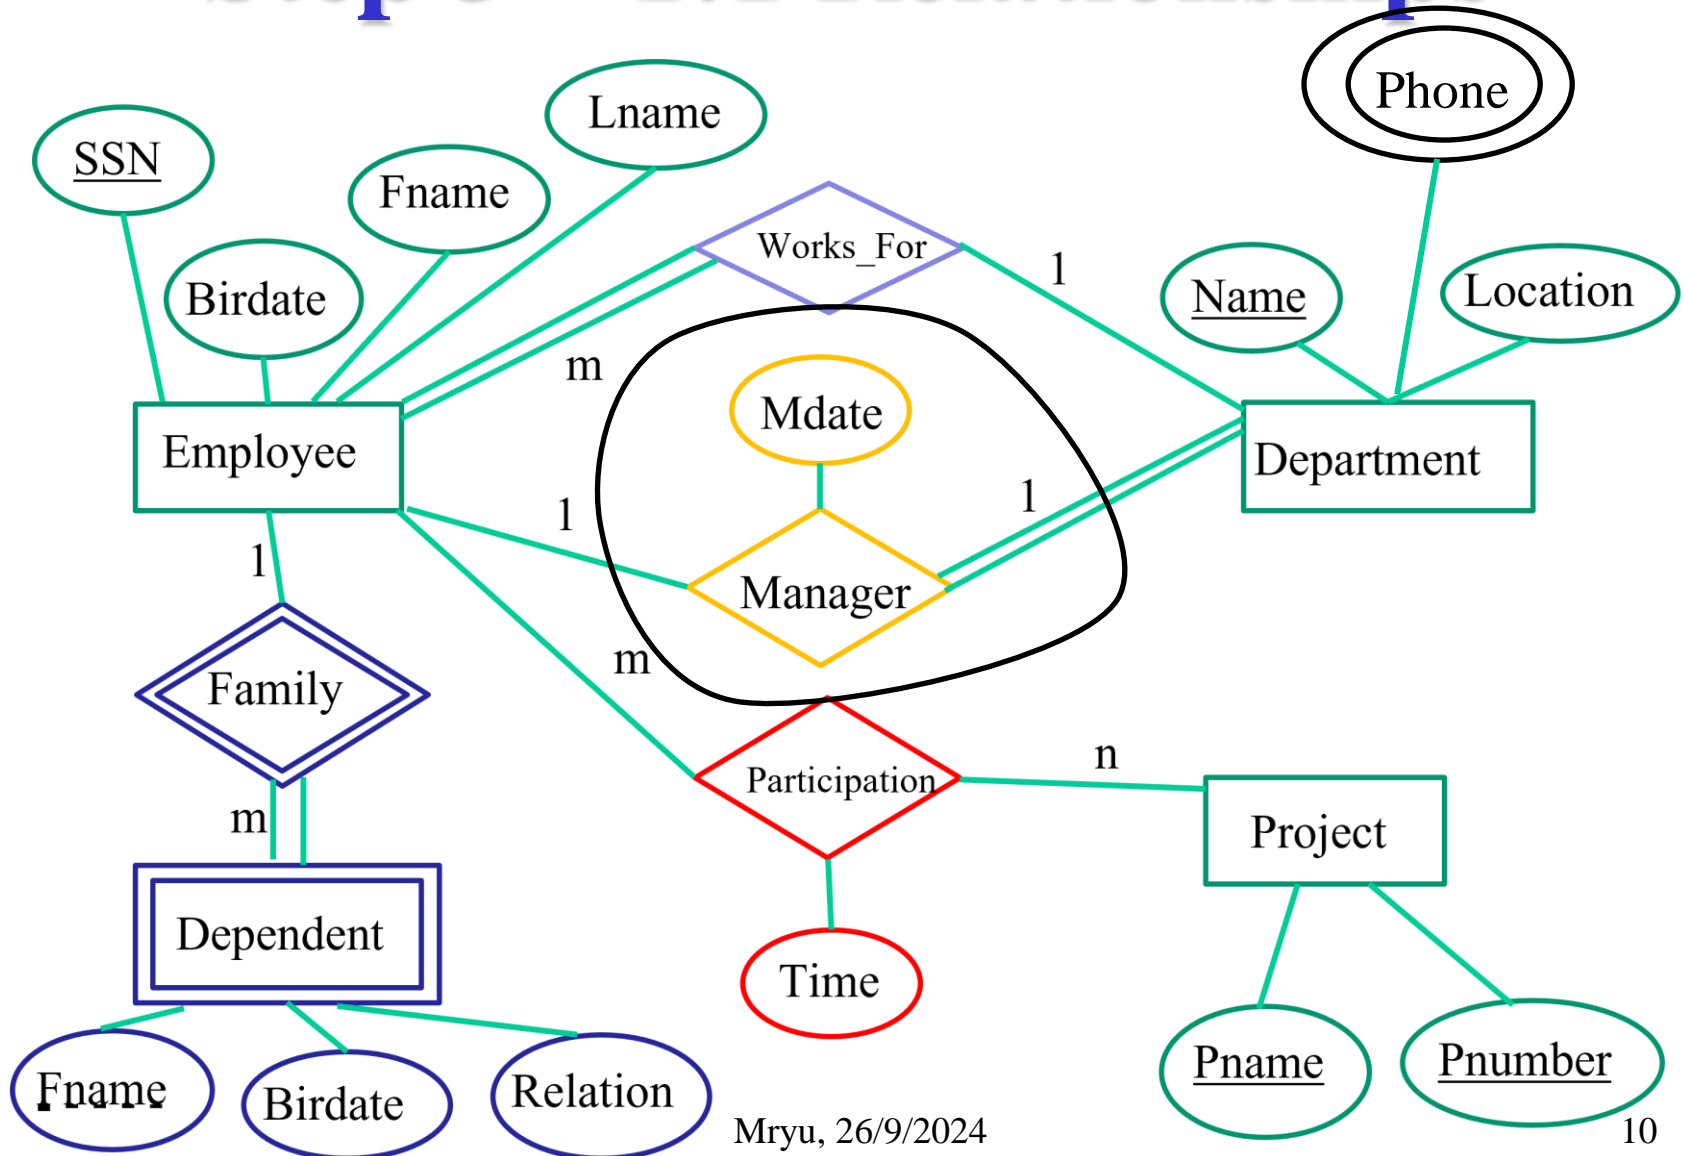 Phone
Lname
SSN
Fname
Works_For
1
Name
Location
Birdate
m
Mdate
Employee
Department
1
1
1
Manager
m
Family
n
Participation
m
Project
Dependent
Time
Pname
Pnumber
Fname
Birdate
Relation
Mryu, 26/9/2024
10